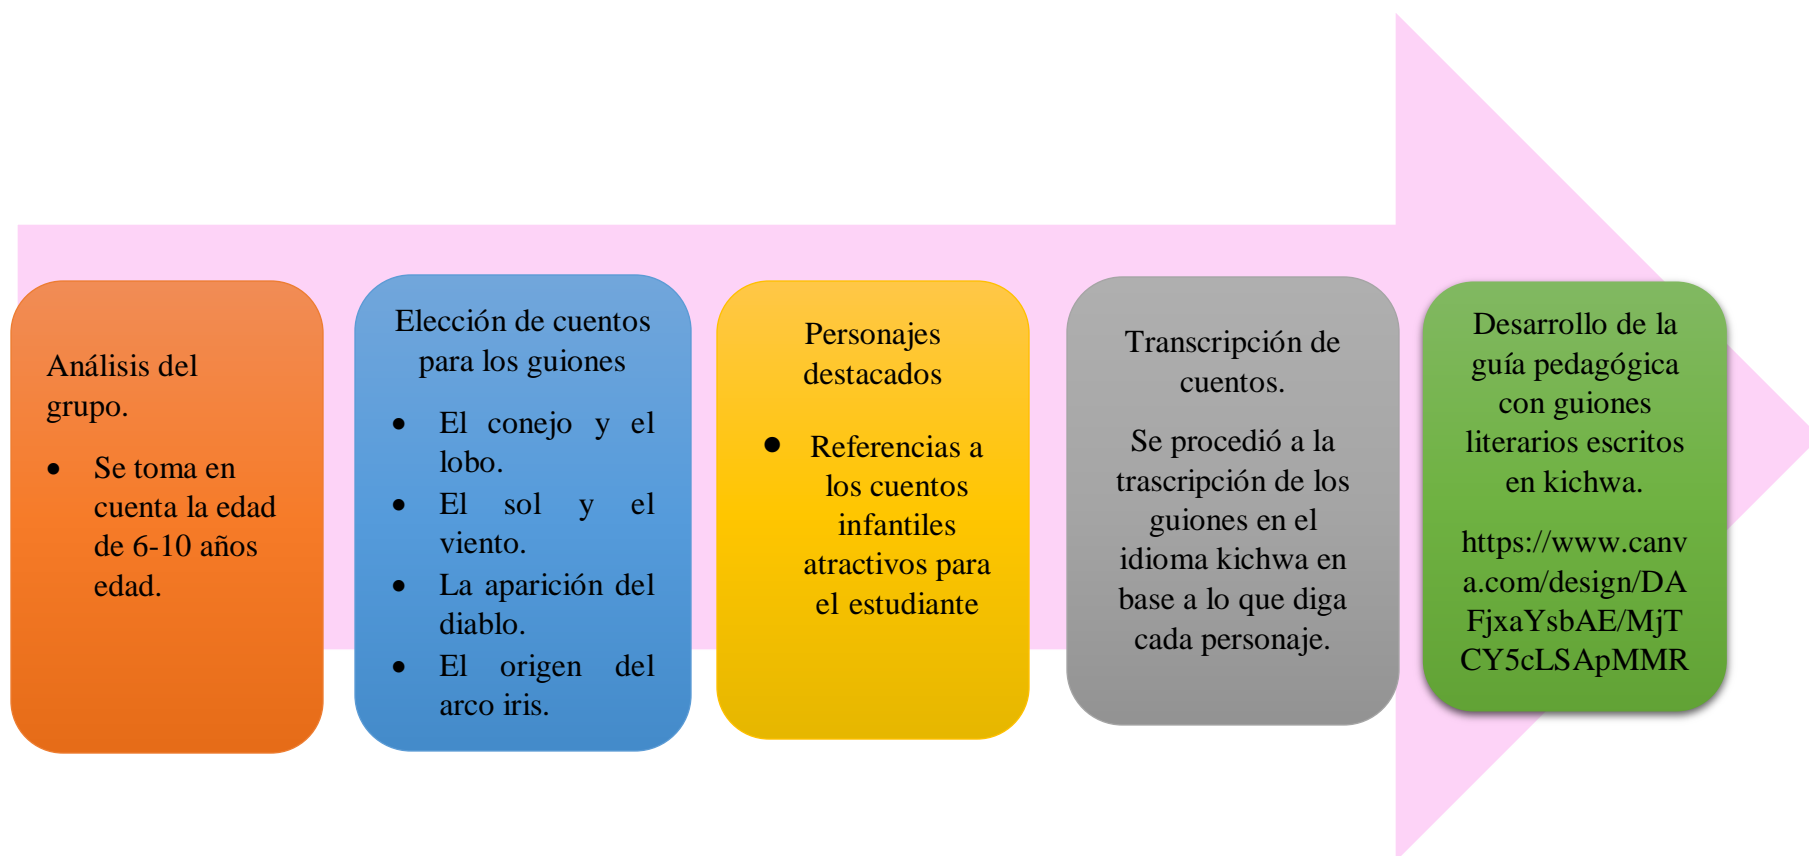 Análisis del
grupo.
• Se toma en
cuenta la edad
de 6-10 años
edad.
Elección de cuentos
para los guiones
• El conejo y el
lobo.
• El sol y el
viento.
• La aparición del
diablo.
• El origen del
arco iris.
Personajes
destacados
• Referencias a
los cuentos
infantiles
atractivos para
el estudiante
Transcripción de
cuentos.
Se procedió a la
trascripción de los
guiones en el
idioma kichwa en
base a lo que diga
cada personaje.
Desarrollo de la
guía pedagógica
con guiones
literarios escritos
en kichwa.
https://www.canv
a.com/design/DA
FjxaYsbAE/MjT
CY5cLSApMMR